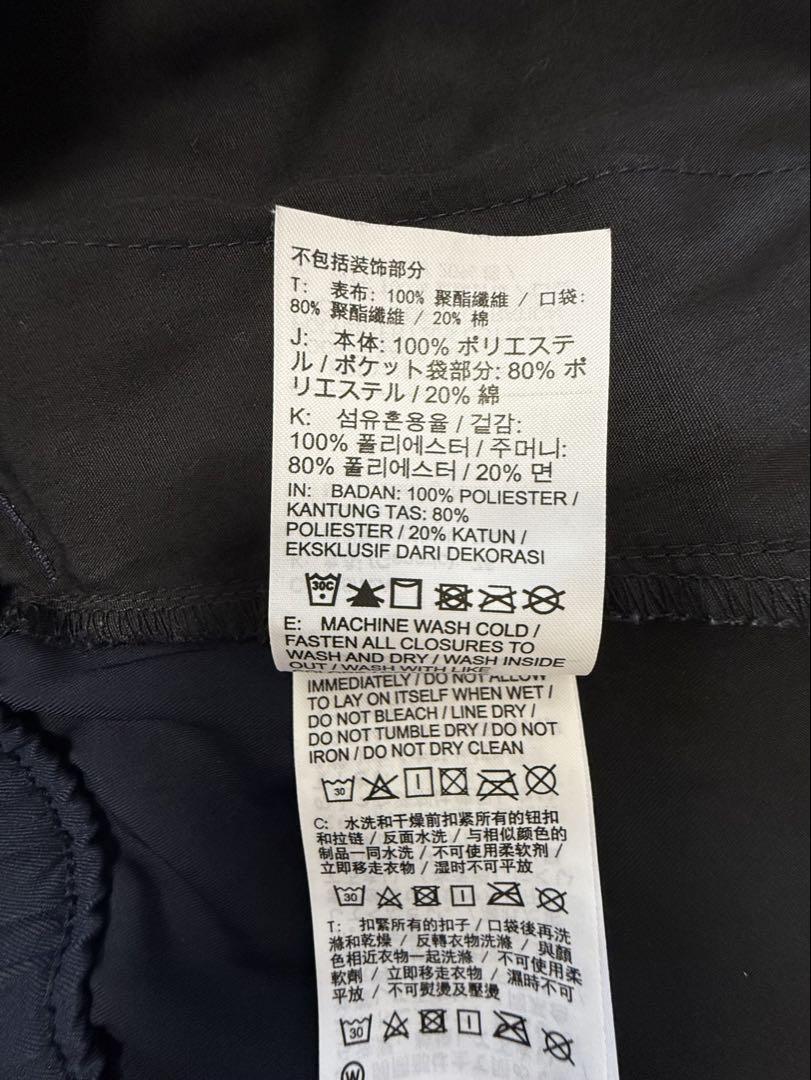 不包括装饰部分
T: 表布: 100% 聚酯纖維 / 口袋:
80% 聚酯纖維 / 20% 棉
J: 本体: 100% ポリエステ
ル / ポケット袋部分: 80% ポ
リエステル / 20% 綿
K: 섬유혼용율 / 겉감:
100% 폴리에스터 / 주머니:
80% 폴리에스터 / 20% 면
IN: BADAN: 100% POLIESTER /
KANTUNG TAS: 80%
POLIESTER / 20% KATUN /
EKSKLUSIF DARI DEKORASI
30C
E: MACHINE WASH COLD /
FASTEN ALL CLOSURES TO
WASH AND DRY / WASH INSIDE
OUT / WASH WITH LIKE
IMMEDIATELY / DO NOT ALLOW
TO LAY ON ITSELF WHEN WET /
DO NOT BLEACH / LINE DRY /
DO NOT TUMBLE DRY / DO NOT
IRON / DO NOT DRY CLEAN
30
C: 水洗和干燥前扣紧所有的钮扣
和拉链 / 反面水洗 / 与相似颜色的
制品一同水洗 / 不可使用柔软剂 /
立即移走衣物 / 湿时不可平放
30
T: 扣緊所有的扣子 / 口袋後再洗
滌和乾燥 / 反轉衣物洗滌 / 與顏
色相近衣物一起洗滌 / 不可使用柔
軟劑 / 立即移走衣物 / 濕時不可
平放 / 不可熨燙及壓燙
30
W